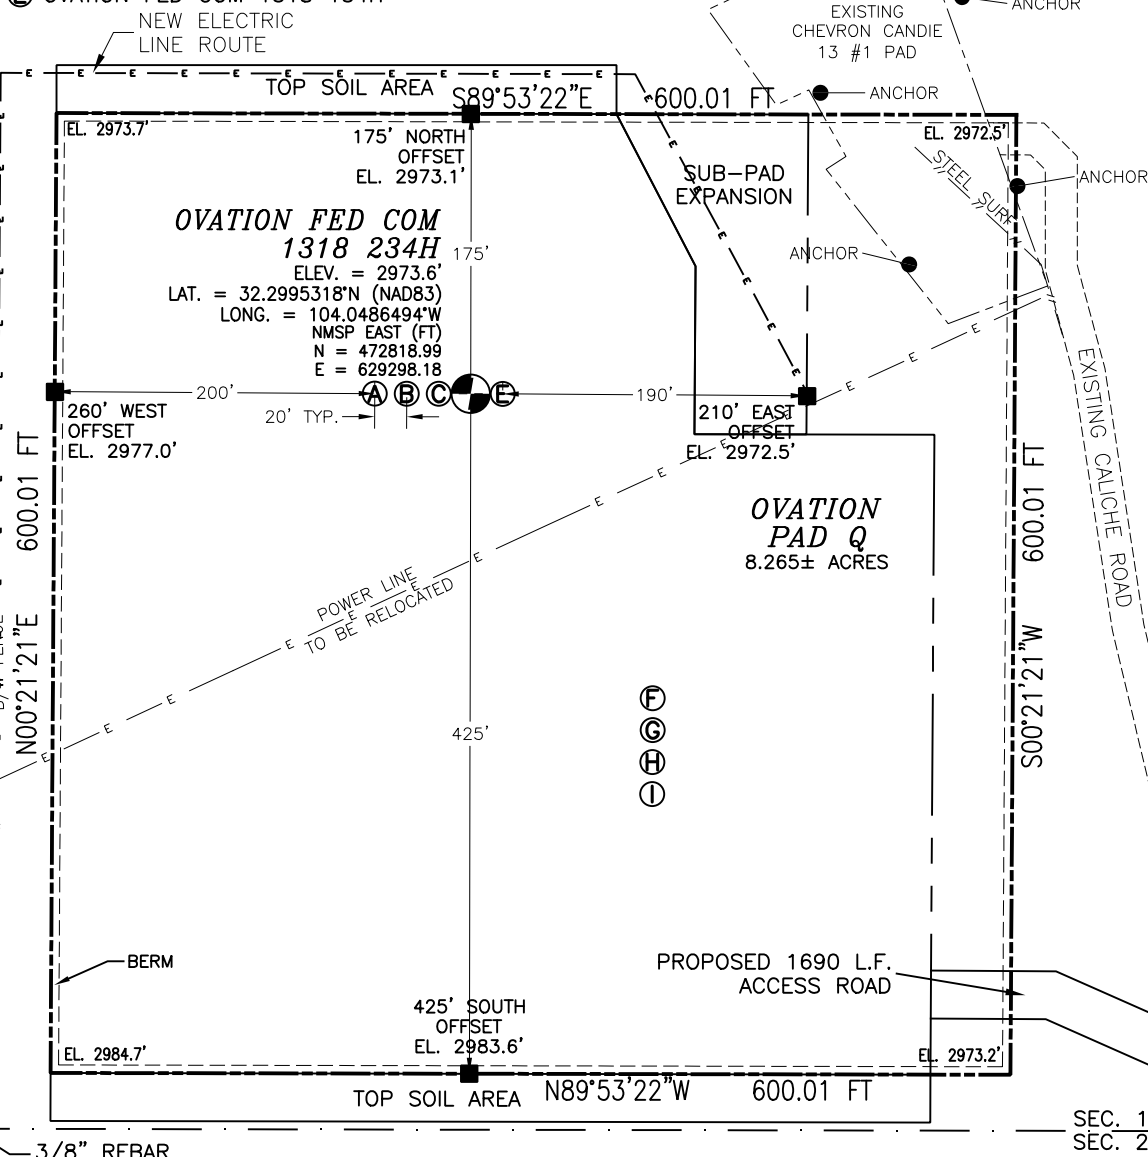 OVATION FED COM 1318 134H
NEW ELECTRIC
LINE ROUTE
EXISTING
CHEVRON CANDIE
13 #1 PAD
ANCHOR
TOP SOIL AREA
S89°53'22"E 600.01 FT
ANCHOR
EL. 2973.7'
175' NORTH
OFFSET
EL. 2973.1'
EL. 2972.5'
SUB-PAD
EXPANSION
STEEL SURF
ANCHOR
ANCHOR
OVATION FED COM
1318 234H
ELEV. = 2973.6'
LAT. = 32.2995318°N (NAD83)
LONG. = 104.0486494°W
NMSP EAST (FT)
N = 472818.99
E = 629298.18
175'
200'
A B C E
190'
20' TYP.
260' WEST
OFFSET
EL. 2977.0'
210' EAST
OFFSET
EL. 2972.5'
EXISTING CALICHE ROAD
N00°21'21"E 600.01 FT
S00°21'21"W 600.01 FT
OVATION
PAD Q
8.265± ACRES
POWER LINE
TO BE RELOCATED
E E E E E E E E E E E E E E E E E E E E E E E E E E
425'
F
G
H
I
BERM
PROPOSED 1690 L.F.
ACCESS ROAD
425' SOUTH
OFFSET
EL. 2983.6'
EL. 2984.7'
EL. 2973.2'
TOP SOIL AREA
N89°53'22"W 600.01 FT
SEC. 1
SEC. 2
3/8" REBAR